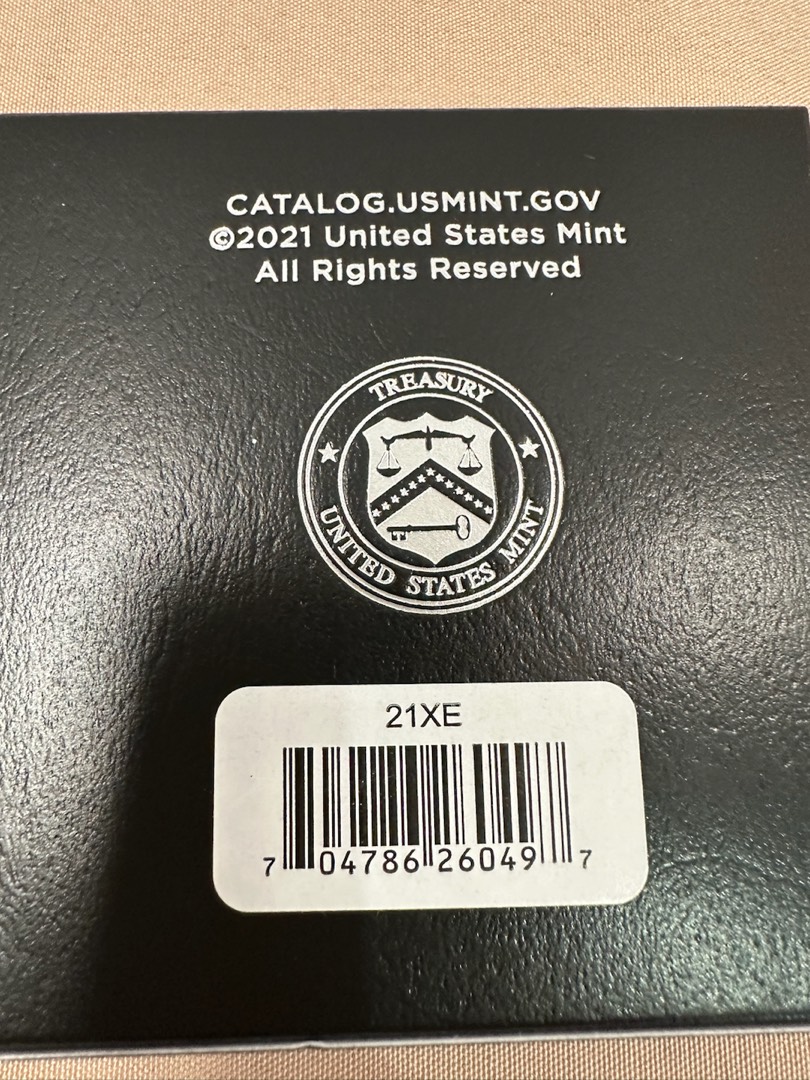 CATALOG.USMINT.GOV
©2021 United States Mint
All Rights Reserved
TREASURY
UNITED STATES MINT
21XE
7 04786 26049 7